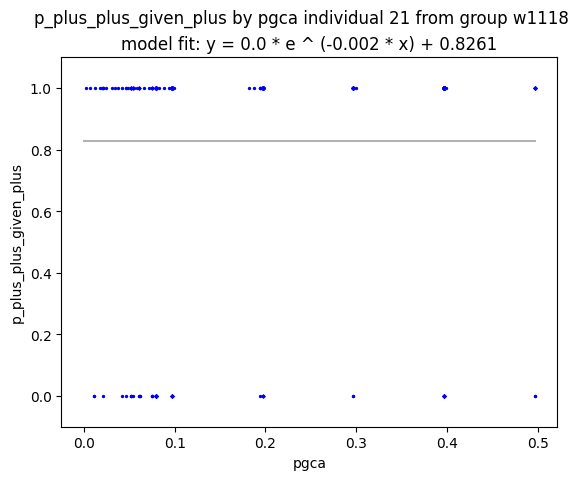 p_plus_plus_given_plus by pgca individual 21 from group w1118
model fit: y = 0.0 * e ^ (-0.002 * x) + 0.8261
p_plus_plus_given_plus
1.0
0.8
0.6
0.4
0.2
0.0
0.0 0.1 0.2 0.3 0.4 0.5
pgca